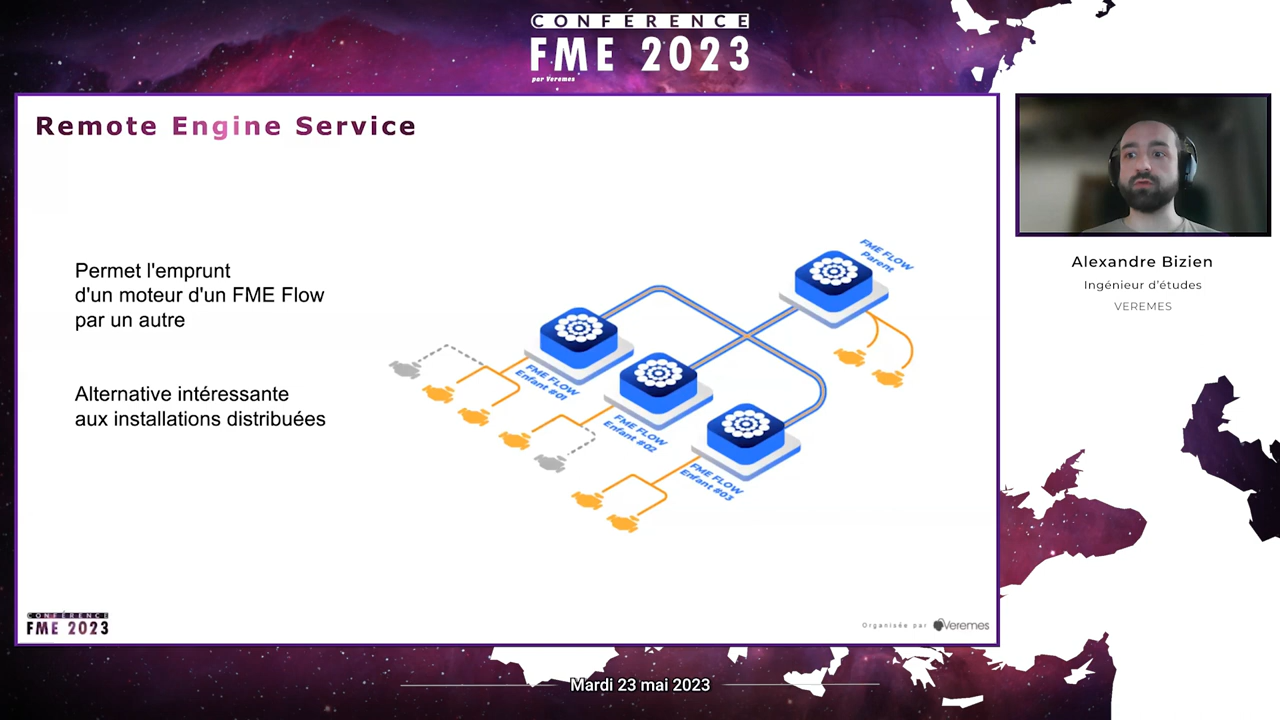 CONFÉRENCE
FME 2023
par Veremes
Remote Engine Service
Permet l'emprunt
d'un moteur d'un FME Flow
par un autre
Alternative intéressante
aux installations distribuées
FME FLOW
Parent
FME FLOW
Enfant #01
FME FLOW
Enfant #02
FME FLOW
Enfant #03
CONFÉRENCE
FME 2023
Organisée par Veremes
Alexandre Bizien
Ingénieur d'études
VEREMES
Mardi 23 mai 2023